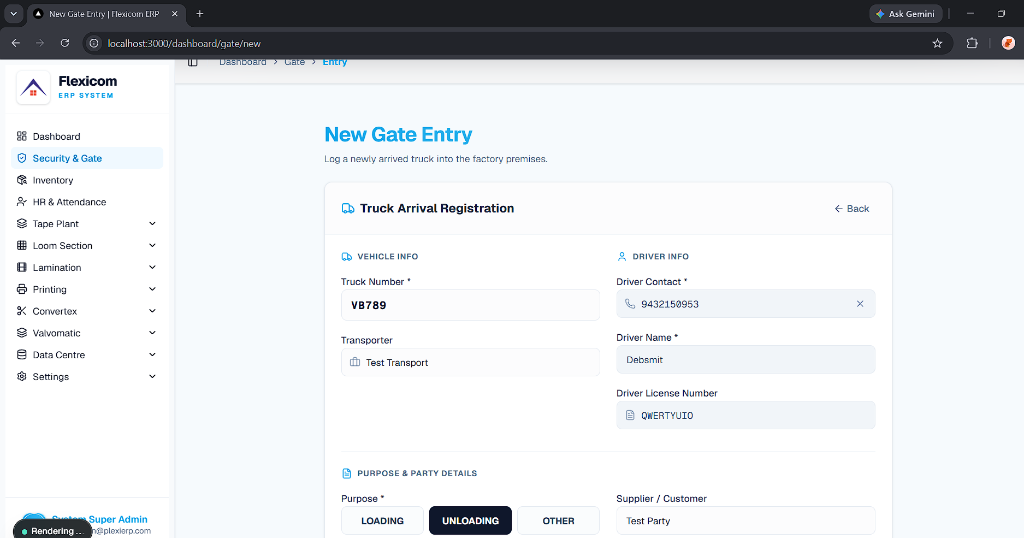 New Gate Entry | Flexicom ERP
Ask Gemini
localhost:3000/dashboard/gate/new
Flexicom
ERP SYSTEM
Dashboard
Security & Gate
Inventory
HR & Attendance
Tape Plant
Loom Section
Lamination
Printing
Convertex
Valvomatic
Data Centre
Settings
System Super Admin
n@plexierp.com
Rendering ...
Dashboard > Gate > Entry
New Gate Entry
Log a newly arrived truck into the factory premises.
Truck Arrival Registration
Back
VEHICLE INFO
Truck Number *
VB789
Transporter
Test Transport
DRIVER INFO
Driver Contact *
9432150953
Driver Name *
Debsmit
Driver License Number
QWERTYUIO
PURPOSE & PARTY DETAILS
Purpose *
LOADING UNLOADING OTHER
Supplier / Customer
Test Party